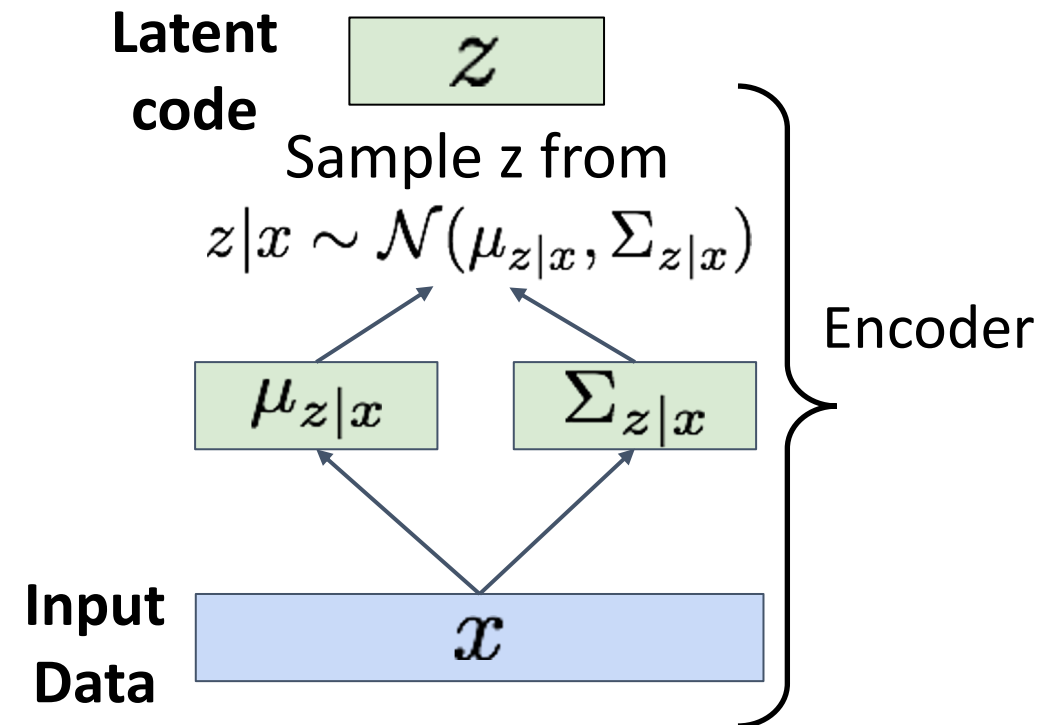 Latent
code
z
Sample z from
z|x ∼ 𝒩(μ_{z|x}, Σ_{z|x})
Encoder
μ_{z|x}
Σ_{z|x}
Input
Data
x